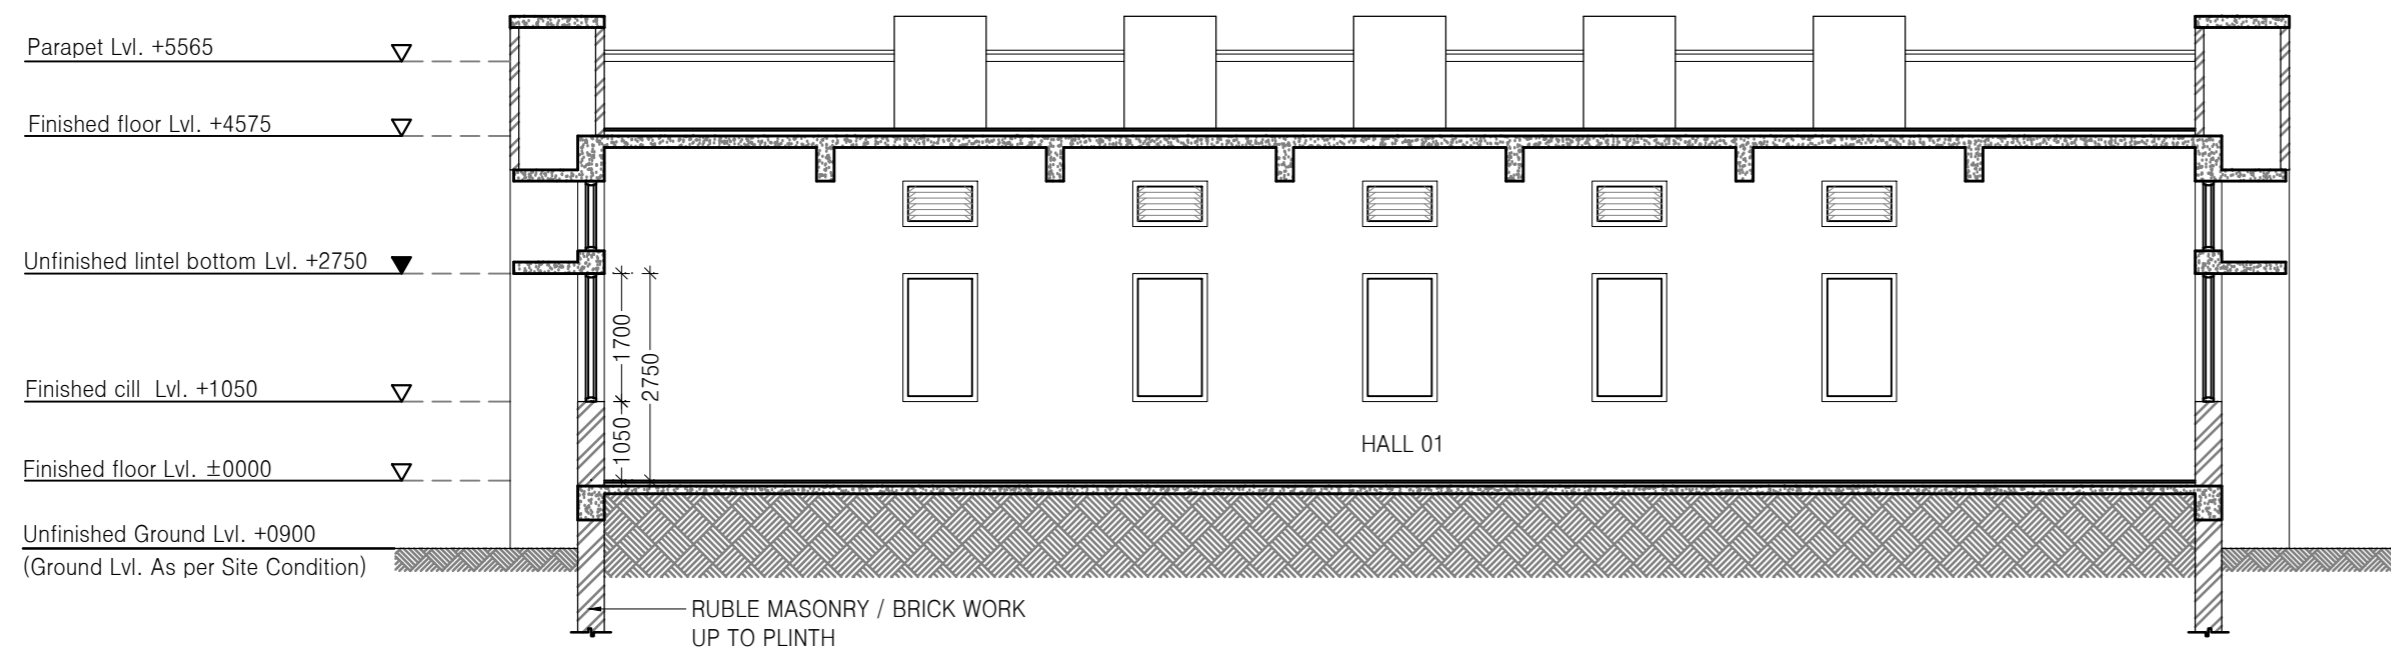 Parapet Lvl. +5565
Finished floor Lvl. +4575
Unfinished lintel bottom Lvl. +2750
Finished cill Lvl. +1050
Finished floor Lvl. ±0000
Unfinished Ground Lvl. +0900
(Ground Lvl. As per Site Condition)
1700
2750
1050
HALL 01
RUBLE MASONRY / BRICK WORK
UP TO PLINTH